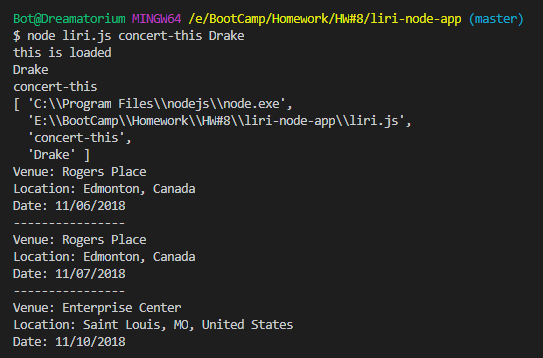 Bot@Dreamatorium MINGW64 /e/BootCamp/Homework/HW#8/liri-node-app (master)
$ node liri.js concert-this Drake
this is loaded
Drake
concert-this
[ 'C:\\Program Files\\nodejs\\node.exe',
  'E:\\BootCamp\\Homework\\HW#8\\liri-node-app\\liri.js',
  'concert-this',
  'Drake' ]
Venue: Rogers Place
Location: Edmonton, Canada
Date: 11/06/2018
----------------
Venue: Rogers Place
Location: Edmonton, Canada
Date: 11/07/2018
----------------
Venue: Enterprise Center
Location: Saint Louis, MO, United States
Date: 11/10/2018